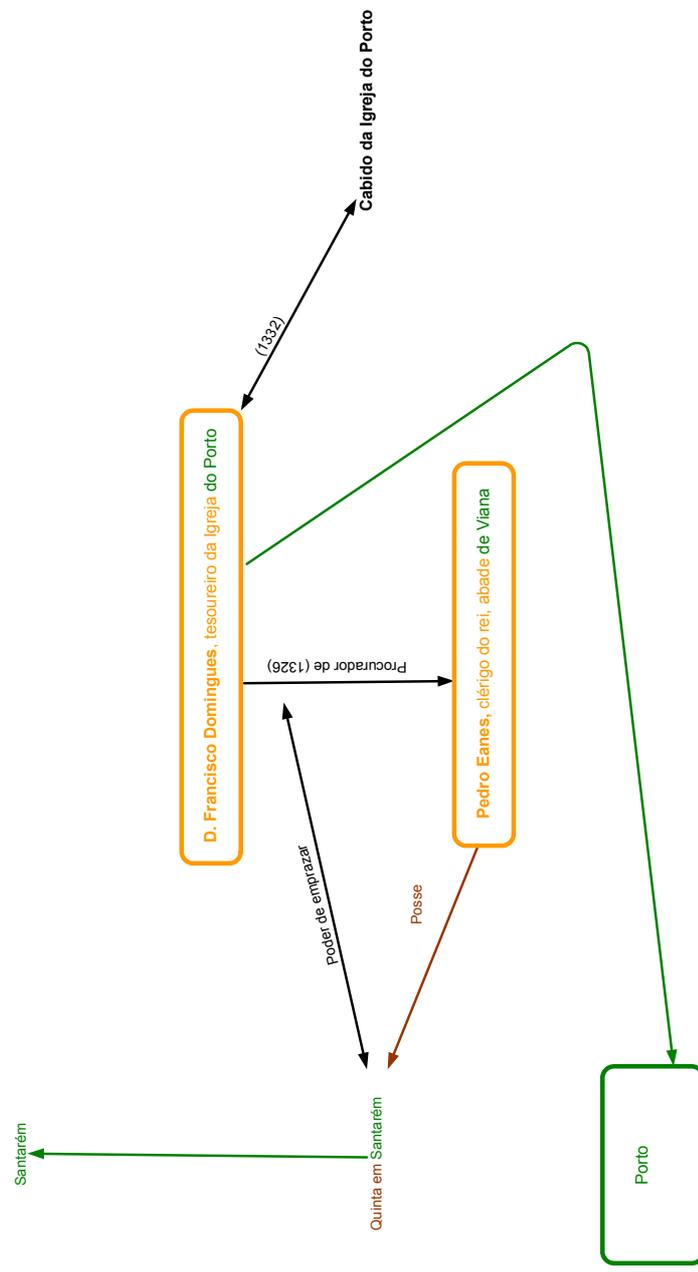 Cabido da Igreja do Porto
(1332)
D. Francisco Domingues, tesoureiro da Igreja do Porto
Procurador de (1326)
Pedro Eanes, clérigo do rei, abade de Viana
Poder de emprazar
Posse
Santarém
Quinta em Santarém
Porto